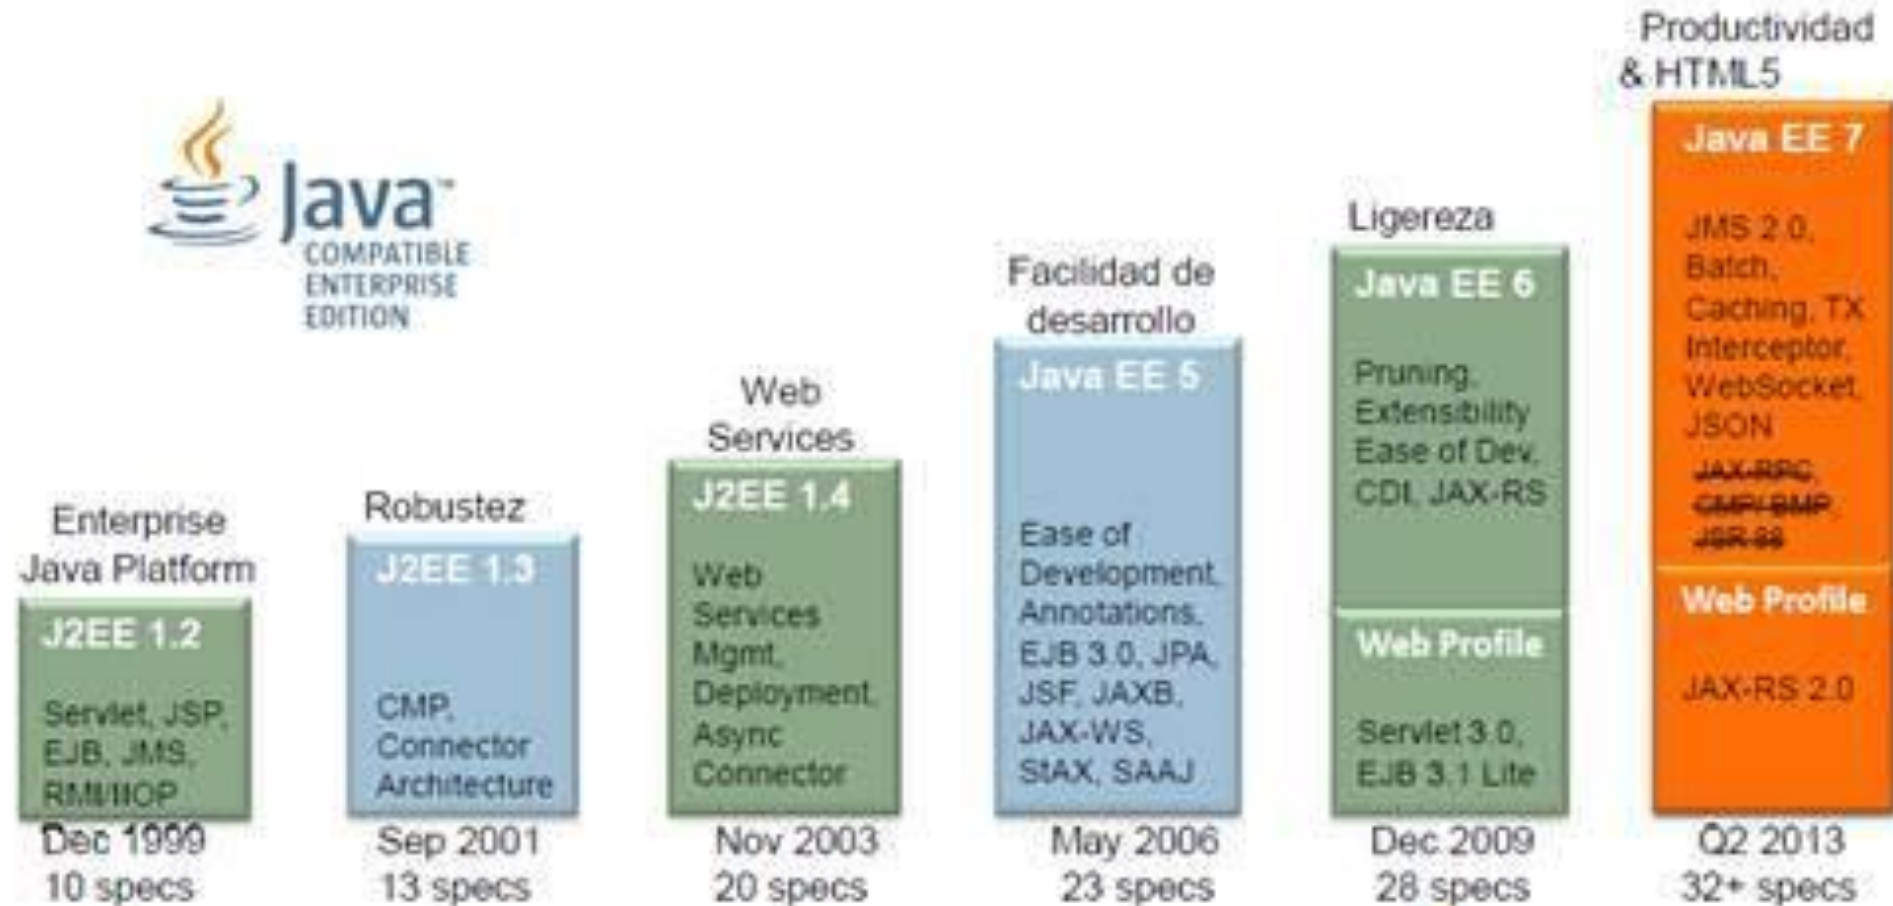 Java™
COMPATIBLE
ENTERPRISE
EDITION
Enterprise
Java Platform
J2EE 1.2
Servlet, JSP,
EJB, JMS,
RMI/IIOP
Dec 1999
10 specs
Robustez
J2EE 1.3
CMP,
Connector
Architecture
Sep 2001
13 specs
Web
Services
J2EE 1.4
Web
Services
Mgmt,
Deployment,
Async
Connector
Nov 2003
20 specs
Facilidad de
desarrollo
Java EE 5
Ease of
Development,
Annotations,
EJB 3.0, JPA,
JSF, JAXB,
JAX-WS,
StAX, SAAJ
May 2006
23 specs
Ligereza
Java EE 6
Pruning,
Extensibility
Ease of Dev,
CDI, JAX-RS
Web Profile
Servlet 3.0,
EJB 3.1 Lite
Dec 2009
28 specs
Productividad
& HTML5
Java EE 7
JMS 2.0,
Batch,
Caching, TX
Interceptor,
WebSocket,
JSON
JAX-RPC,
CMP/ BMP,
JSR 88
Web Profile
JAX-RS 2.0
Q2 2013
32+ specs